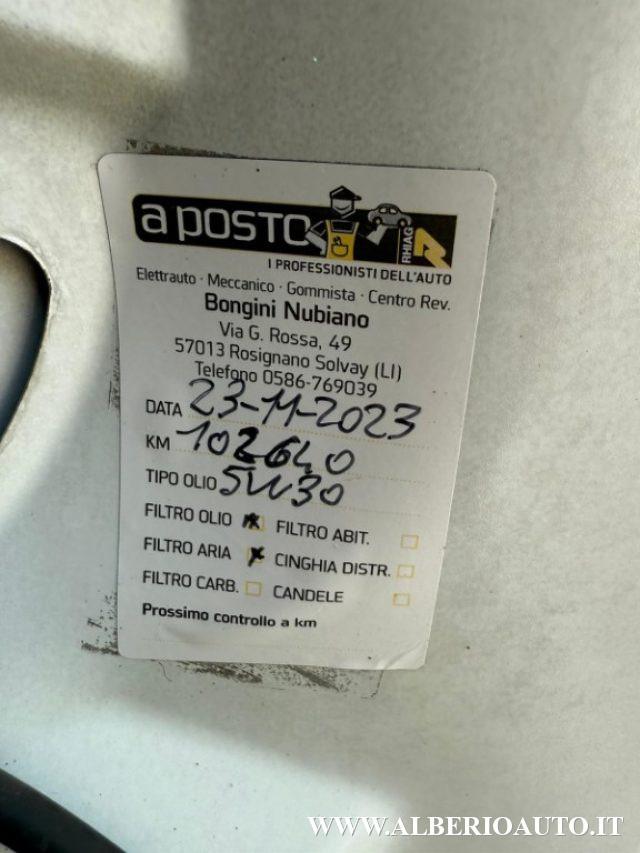 a POSTO
RHIAG
I PROFESSIONISTI DELL'AUTO
Elettrauto · Meccanico · Gommista · Centro Rev.
Bongini Nubiano
Via G. Rossa, 49
57013 Rosignano Solvay (LI)
Telefono 0586-769039
DATA 23-11-2023
KM 102640
TIPO OLIO 5W30
FILTRO OLIO FILTRO ABIT.
FILTRO ARIA CINGHIA DISTR.
FILTRO CARB. CANDELE
Prossimo controllo a km
WWW.ALBERIOAUTO.IT